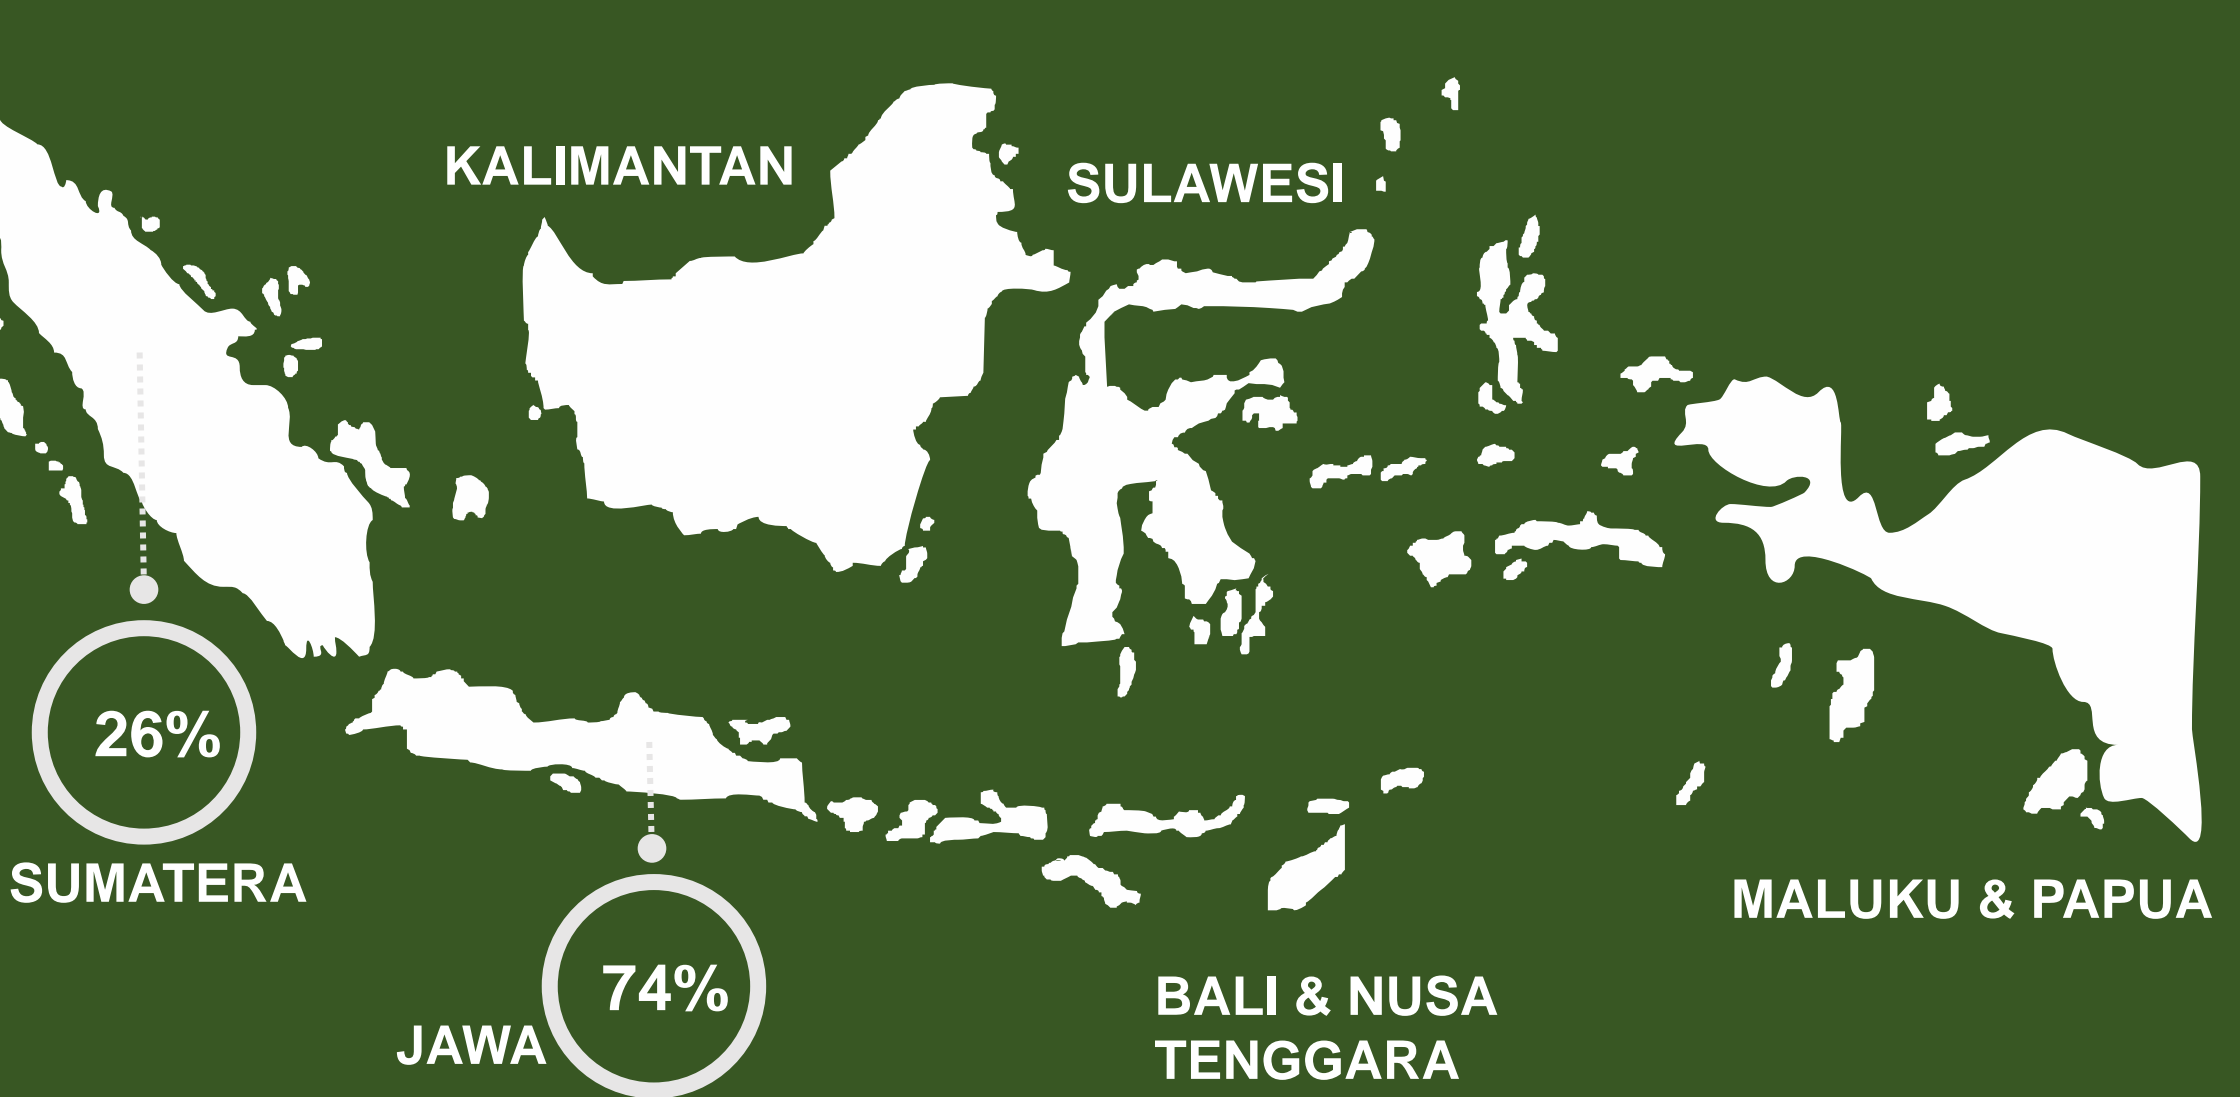 KALIMANTAN
SULAWESI
26%
SUMATERA
MALUKU & PAPUA
74%
JAWA
BALI & NUSA
TENGGARA